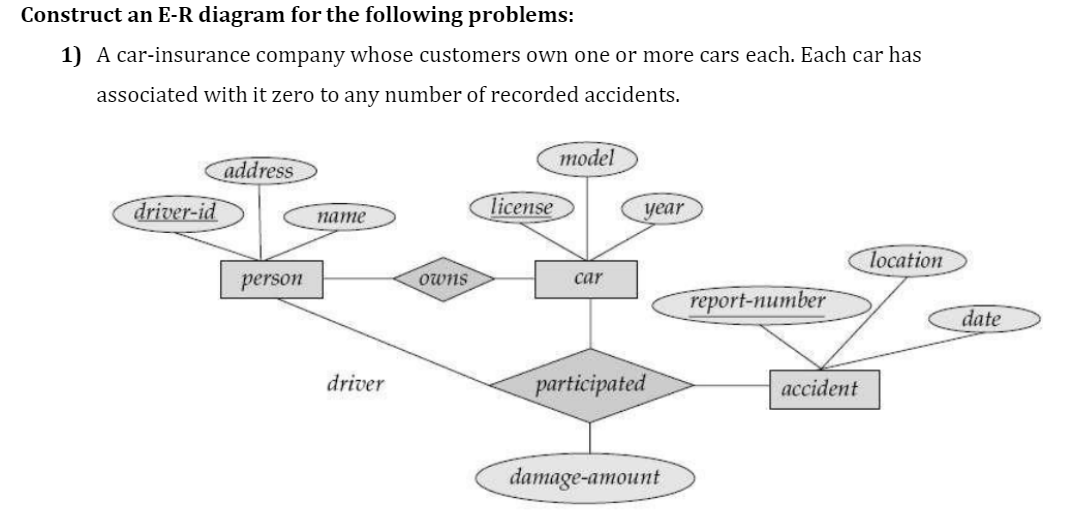 Construct an E-R diagram for the following problems:
1) A car-insurance company whose customers own one or more cars each. Each car has
associated with it zero to any number of recorded accidents.
model
address
driver-id
name
license
year
location
person
owns
car
report-number
date
driver
participated
accident
damage-amount